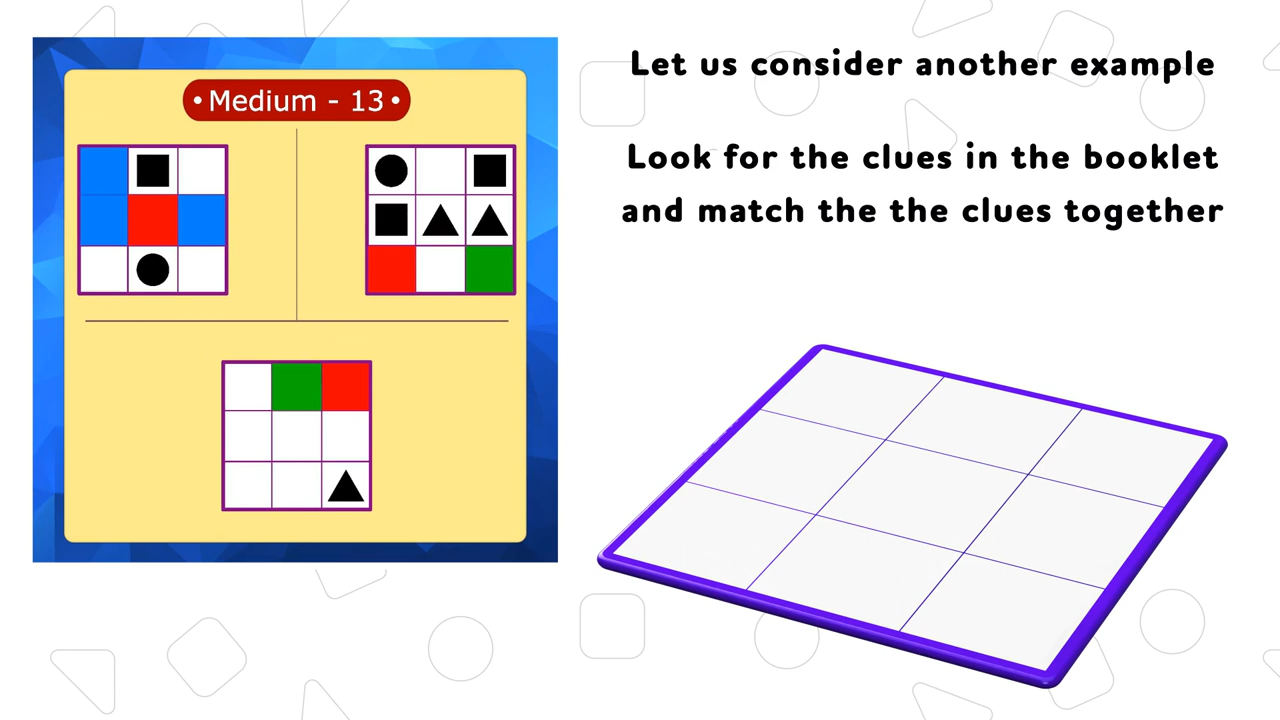 • Medium - 13 •
Let us consider another example
Look for the clues in the booklet
and match the the clues together